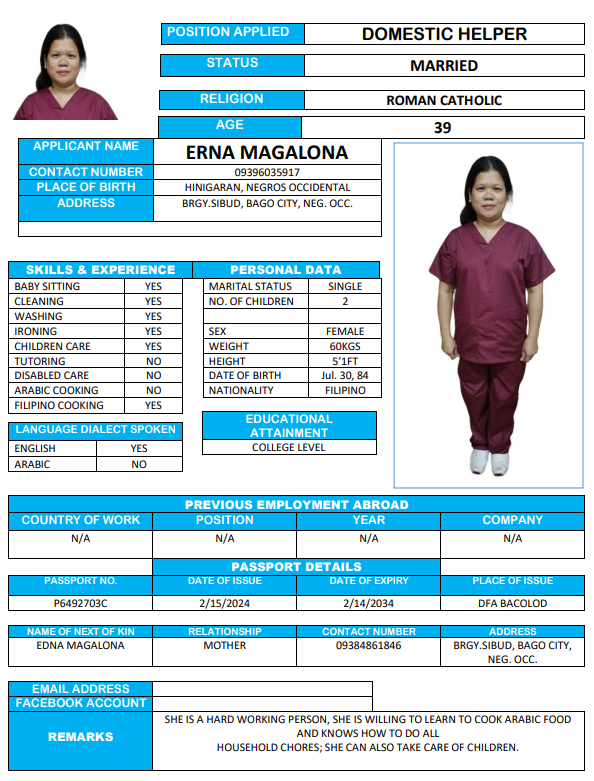 POSITION APPLIED DOMESTIC HELPER
STATUS MARRIED
RELIGION ROMAN CATHOLIC
AGE 39
APPLICANT NAME ERNA MAGALONA
CONTACT NUMBER 09396035917
PLACE OF BIRTH HINIGARAN, NEGROS OCCIDENTAL
ADDRESS BRGY.SIBUD, BAGO CITY, NEG. OCC.
SKILLS & EXPERIENCE
BABY SITTING YES
CLEANING YES
WASHING YES
IRONING YES
CHILDREN CARE YES
TUTORING NO
DISABLED CARE NO
ARABIC COOKING NO
FILIPINO COOKING YES
LANGUAGE DIALECT SPOKEN
ENGLISH YES
ARABIC NO
PERSONAL DATA
MARITAL STATUS SINGLE
NO. OF CHILDREN 2
SEX FEMALE
WEIGHT 60KGS
HEIGHT 5'1FT
DATE OF BIRTH Jul. 30, 84
NATIONALITY FILIPINO
EDUCATIONAL
ATTAINMENT
COLLEGE LEVEL
PREVIOUS EMPLOYMENT ABROAD
COUNTRY OF WORK POSITION YEAR COMPANY
N/A N/A N/A N/A
PASSPORT DETAILS
PASSPORT NO. DATE OF ISSUE DATE OF EXPIRY PLACE OF ISSUE
P6492703C 2/15/2024 2/14/2034 DFA BACOLOD
NAME OF NEXT OF KIN RELATIONSHIP CONTACT NUMBER ADDRESS
EDNA MAGALONA MOTHER 09384861846 BRGY.SIBUD, BAGO CITY,
NEG. OCC.
EMAIL ADDRESS
FACEBOOK ACCOUNT
REMARKS
SHE IS A HARD WORKING PERSON, SHE IS WILLING TO LEARN TO COOK ARABIC FOOD
AND KNOWS HOW TO DO ALL
HOUSEHOLD CHORES; SHE CAN ALSO TAKE CARE OF CHILDREN.